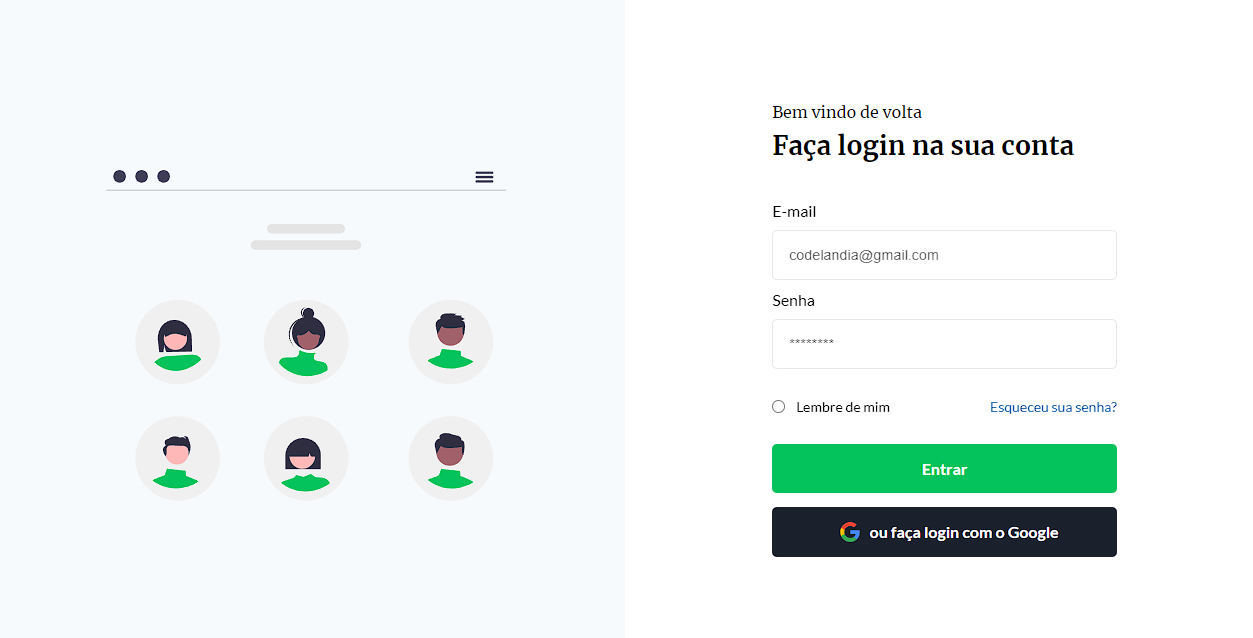 Bem vindo de volta
Faça login na sua conta
E-mail
codelandia@gmail.com
Senha
********
Lembre de mim
Esqueceu sua senha?
Entrar
ou faça login com o Google